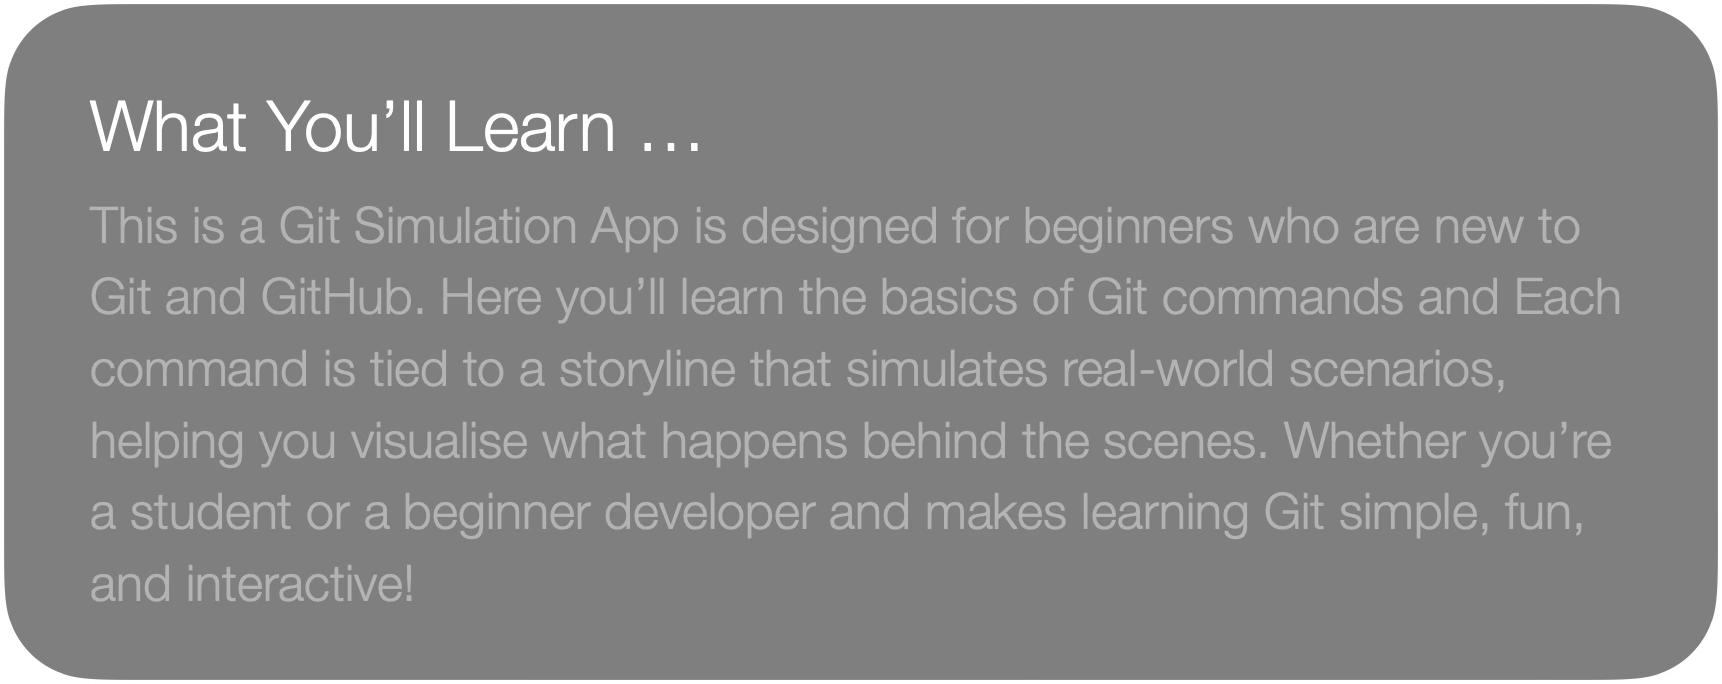 What You’ll Learn …
This is a Git Simulation App is designed for beginners who are new to
Git and GitHub. Here you’ll learn the basics of Git commands and Each
command is tied to a storyline that simulates real-world scenarios,
helping you visualise what happens behind the scenes. Whether you’re
a student or a beginner developer and makes learning Git simple, fun,
and interactive!